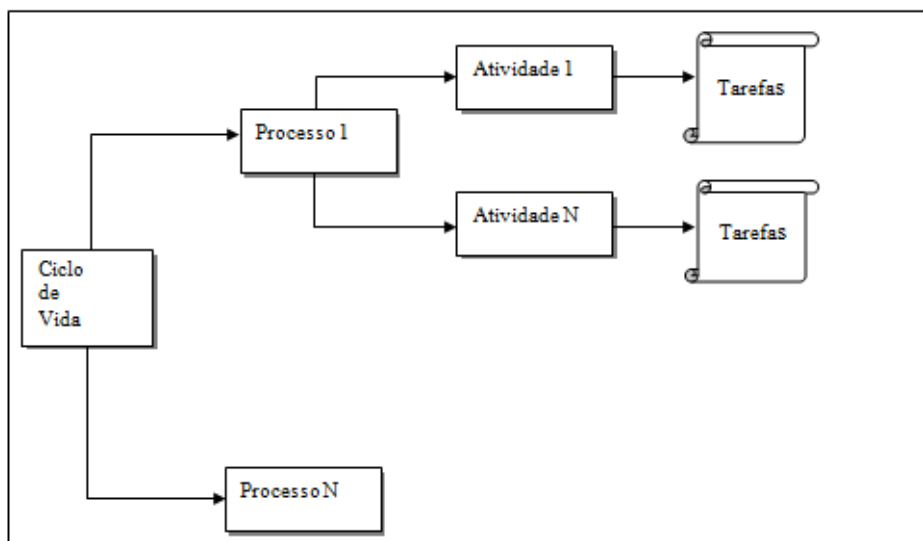 Atividade 1
Tarefas
Processo 1
Atividade N
Tarefas
Ciclo
de
Vida
Processo N